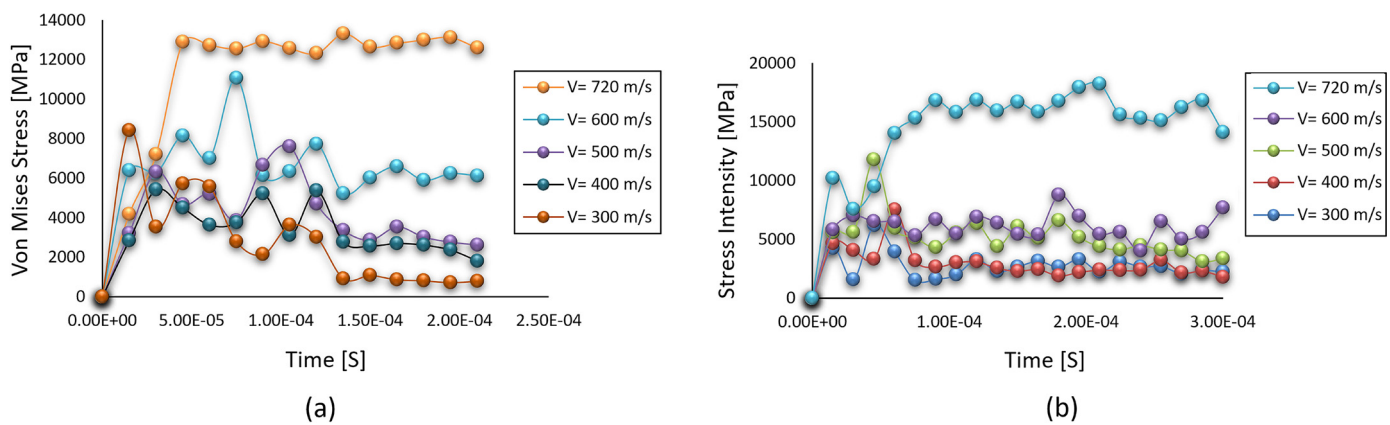 14000
12000
10000
8000
6000
4000
2000
0
Von Mises Stress [MPa]
0.00E+00 5.00E-05 1.00E-04 1.50E-04 2.00E-04 2.50E-04
Time [S]
V= 720 m/s
V= 600 m/s
V= 500 m/s
V= 400 m/s
V= 300 m/s
(a)
20000
15000
10000
5000
0
Stress Intensity [MPa]
0.00E+00 1.00E-04 2.00E-04 3.00E-04
Time [S]
V= 720 m/s
V= 600 m/s
V= 500 m/s
V= 400 m/s
V= 300 m/s
(b)